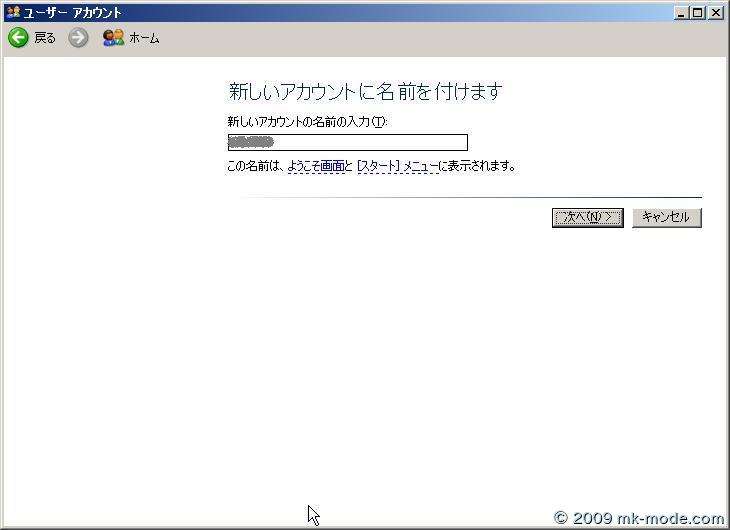 ユーザー アカウント
戻る
ホーム
新しいアカウントに名前を付けます
新しいアカウントの名前の入力(T):
この名前は、ようこそ画面と [スタート] メニューに表示されます。
次へ(N) >
キャンセル
© 2009 mk-mode.com